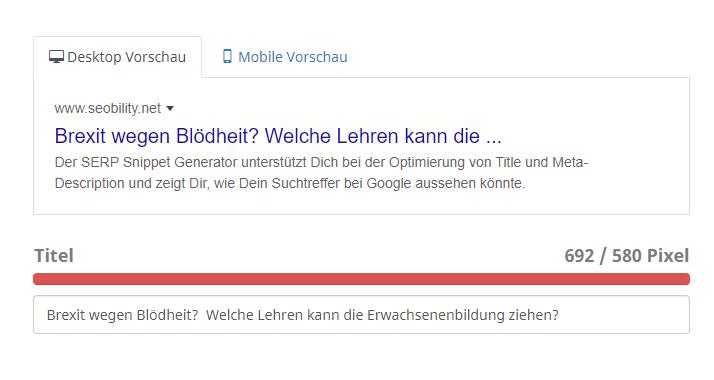 Desktop Vorschau Mobile Vorschau
www.seobility.net
Brexit wegen Blödheit? Welche Lehren kann die ...
Der SERP Snippet Generator unterstützt Dich bei der Optimierung von Title und Meta-
Description und zeigt Dir, wie Dein Suchtreffer bei Google aussehen könnte.
Titel 692 / 580 Pixel
Brexit wegen Blödheit?  Welche Lehren kann die Erwachsenenbildung ziehen?